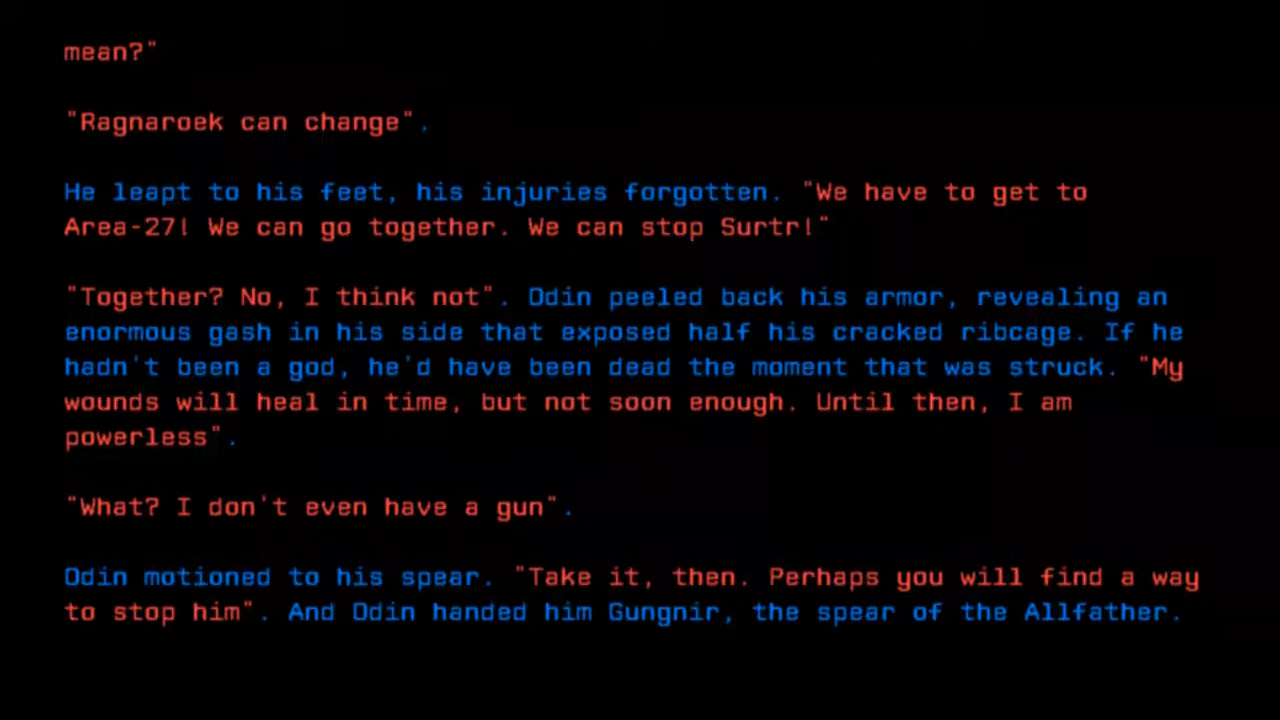 mean?"
"Ragnaroek can change".
He leapt to his feet, his injuries forgotten. "We have to get to
Area-27! We can go together. We can stop Surtr!"
"Together? No, I think not". Odin peeled back his armor, revealing an
enormous gash in his side that exposed half his cracked ribcage. If he
hadn't been a god, he'd have been dead the moment that was struck. "My
wounds will heal in time, but not soon enough. Until then, I am
powerless".
"What? I don't even have a gun".
Odin motioned to his spear. "Take it, then. Perhaps you will find a way
to stop him". And Odin handed him Gungnir, the spear of the Allfather.